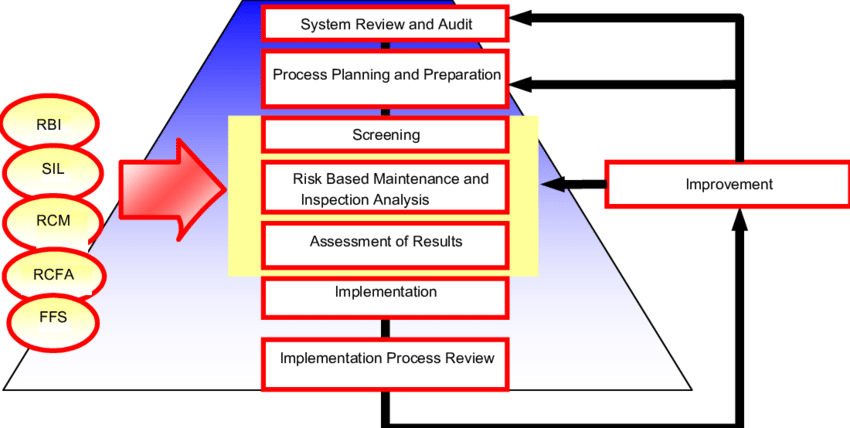 System Review and Audit
Process Planning and Preparation
Screening
Risk Based Maintenance and
Inspection Analysis
Assessment of Results
Implementation
Implementation Process Review
RBI
SIL
RCM
RCFA
FFS
Improvement